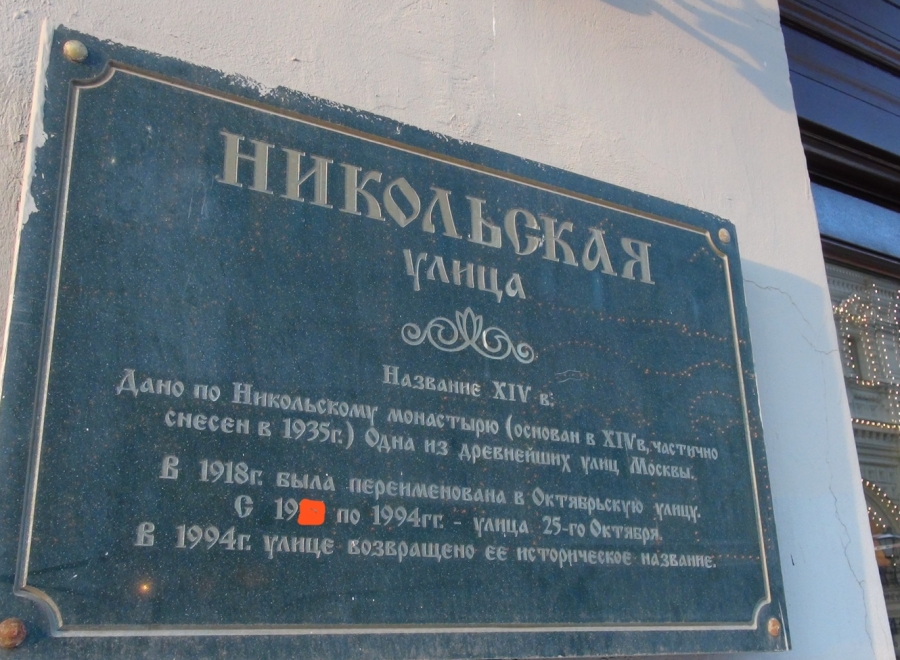 НИКОЛЬСКАЯ
улица
Название XIV в.
Дано по Никольскому монастырю (основан в XIVв, частично
снесен в 1935г.) Одна из древнейших улиц Москвы.
В 1918г. была переименована в Октябрьскую улицу.
С по 1994гг. - улица 25-го Октября.
В 1994г. улице возвращено ее историческое название.